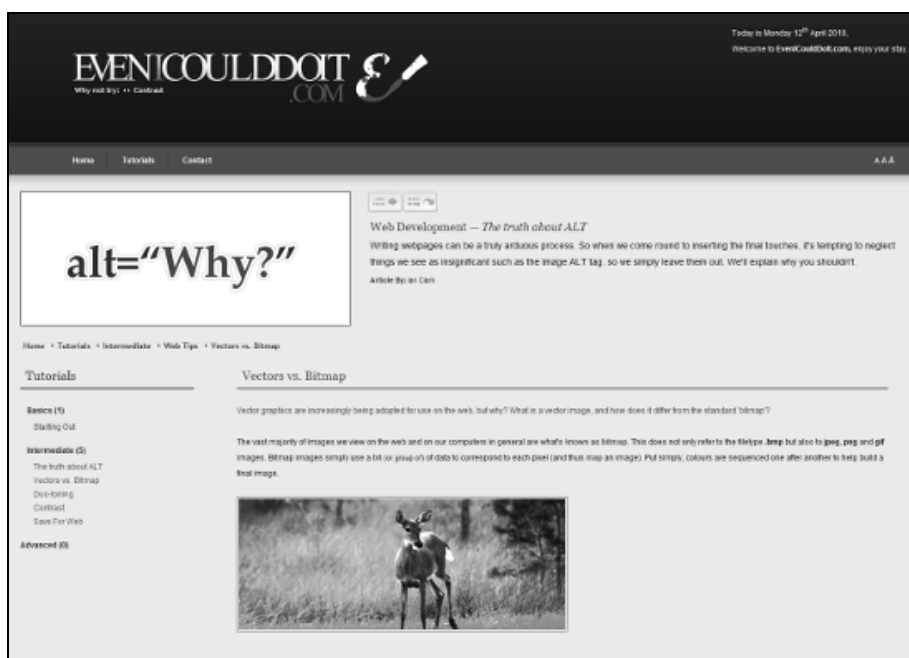 Today is Monday 12th April 2010,
Welcome to EvenICouldDoIt.com, enjoy your stay.
EVENICOULDDOIT
.COM
Why not try: •• Contrast
Home Tutorials Contact
A A A
alt=“Why?”
Web Development — The truth about ALT
Writing webpages can be a truly arduous process. So when we come round to inserting the final touches, it's tempting to neglect
things we see as insignificant such as the image ALT tag, so we simply leave them out. We'll explain why you shouldn't.
Article By: Ian
Home • Tutorials • Intermediate • Web Tips • Vectors vs. Bitmap
Tutorials
Vectors vs. Bitmap
Basics (1)
Starting Out
Intermediate (5)
The truth about ALT
Vectors vs. Bitmap
Duo-toning
Contrast
Save For Web
Advanced (0)
Vector graphics are increasingly being adopted for use on the web, but why? What is a vector image, and how does it differ from the standard 'bitmap'?
The vast majority of images we view on the web and on our computers in general are what's known as bitmap. This does not only refer to the filetype .bmp but also to jpeg, png and gif
images. Bitmap images simply use a bit (or group of) of data to correspond to each pixel (and thus map an image). Put simply, colours are sequenced one after another to help build a
final image.